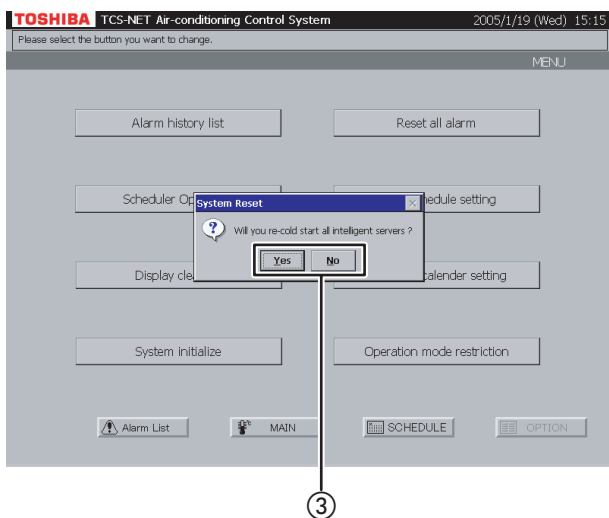 TOSHIBA TCS-NET Air-conditioning Control System 2005/1/19 (Wed) 15:15
Please select the button you want to change.
MENU
Alarm history list
Reset all alarm
Scheduler Op
edule setting
System Reset
Will you re-cold start all intelligent servers ?
Yes No
Display cle
calender setting
System initialize
Operation mode restriction
Alarm List
MAIN
SCHEDULE
OPTION
③